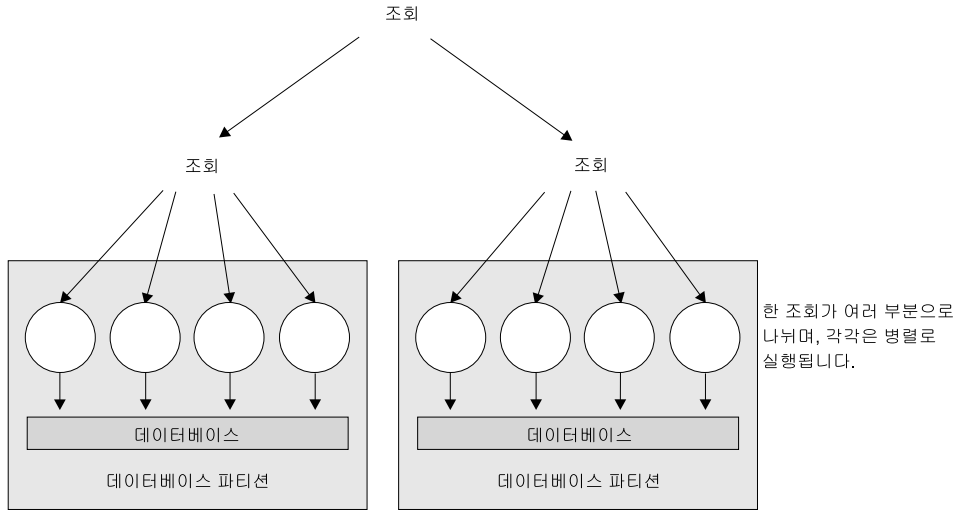 조회
조회
조회
한 조회가 여러 부분으로
나뉘며, 각각은 병렬로
실행됩니다.
데이터베이스
데이터베이스
데이터베이스 파티션
데이터베이스 파티션